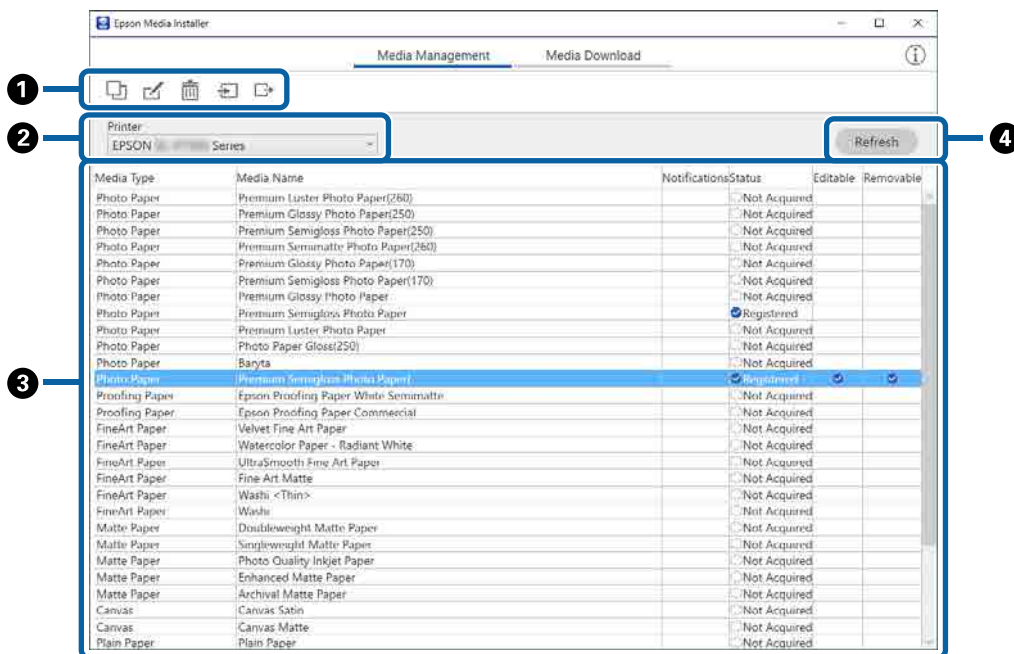 Epson Media Installer
Media Management Media Download
1
2
Printer
EPSON Series
Refresh
4
3
Media Type Media Name Notifications Status Editable Removable
Photo Paper Premium Luster Photo Paper(260) Not Acquired
Photo Paper Premium Glossy Photo Paper(250) Not Acquired
Photo Paper Premium Semigloss Photo Paper(250) Not Acquired
Photo Paper Premium Semimatte Photo Paper(260) Not Acquired
Photo Paper Premium Glossy Photo Paper(170) Not Acquired
Photo Paper Premium Semigloss Photo Paper(170) Not Acquired
Photo Paper Premium Glossy Photo Paper Not Acquired
Photo Paper Premium Semigloss Photo Paper Registered
Photo Paper Premium Luster Photo Paper Not Acquired
Photo Paper Photo Paper Gloss(250) Not Acquired
Photo Paper Baryta Not Acquired
Photo Paper Premium Semigloss Photo Paper1 Registered
Proofing Paper Epson Proofing Paper White Semimatte Not Acquired
Proofing Paper Epson Proofing Paper Commercial Not Acquired
FineArt Paper Velvet Fine Art Paper Not Acquired
FineArt Paper Watercolor Paper - Radiant White Not Acquired
FineArt Paper UltraSmooth Fine Art Paper Not Acquired
FineArt Paper Fine Art Matte Not Acquired
FineArt Paper Washi <Thin> Not Acquired
FineArt Paper Washi Not Acquired
Matte Paper Doubleweight Matte Paper Not Acquired
Matte Paper Singleweight Matte Paper Not Acquired
Matte Paper Photo Quality Inkjet Paper Not Acquired
Matte Paper Enhanced Matte Paper Not Acquired
Matte Paper Archival Matte Paper Not Acquired
Canvas Canvas Satin Not Acquired
Canvas Canvas Matte Not Acquired
Plain Paper Plain Paper Not Acquired